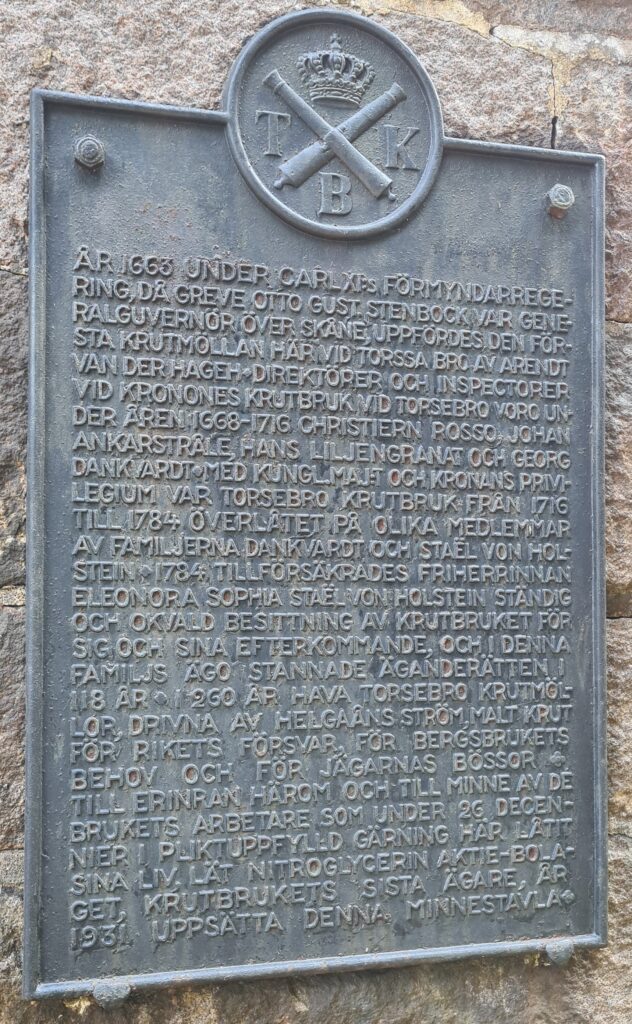 T K
B
ÅR 1663 UNDER CARL XI:s FÖRMYNDARREGE-
RING, DÅ GREVE OTTO GUST. STENBOCK VAR GENE-
RALGUVERNÖR ÖVER SKÅNE, UPPFÖRDES DEN FÖR-
STA KRUTMÖLLAN HÄR VID TORSSA BRO AV ARENDT
VAN DER HAGEH ⬥ DIREKTÖRER OCH INSPECTORER
VID KRONONES KRUTBRUK VID TORSEBRO VORO UN-
DER ÅREN 1668-1716 CHRISTIERN ROSSO, JOHAN
ANKARSTRÅLE, HANS LILJENGRANAT OCH GEORG
DANKVARDT ⬥ MED KUNGL. MAJ:T OCH KRONANS PRIVI-
LEGIUM VAR TORSEBRO KRUTBRUK FRÅN 1716
TILL 1784 ÖVERLÅTET PÅ OLIKA MEDLEMMAR
AV FAMILJERNA DANKVARDT OCH STAËL VON HOL-
STEIN ⬥ 1784 TILLFÖRSÄKRADES FRIHERRINNAN
ELEONORA SOPHIA STAËL VON HOLSTEIN STÄNDIG
OCH OKVALD BESITTNING AV KRUTBRUKET FÖR
SIG OCH SINA EFTERKOMMANDE, OCH I DENNA
FAMILJS ÄGO STANNADE ÄGANDERÄTTEN I
118 ÅR ⬥ I 260 ÅR HAVA TORSEBRO KRUTMÖL-
LOR, DRIVNA AV HELGAÅNS STRÖM, MALT KRUT
FÖR RIKETS FÖRSVAR, FÖR BERGSBRUKETS
BEHOV OCH FÖR JÄGARNAS BÖSSOR ⬥
TILL ERINRAN HÄROM OCH TILL MINNE AV DE
BRUKETS ARBETARE SOM UNDER 26 DECEN-
NIER I PLIKTUPPFYLLD GÄRNING HÄR LÅTIT
SINA LIV, LÄT NITROGLYCERIN AKTIE-BOLA-
GET, KRUTBRUKETS SISTA ÄGARE, ÅR
1931 UPPSÄTTA DENNA MINNESTAVLA ⬥